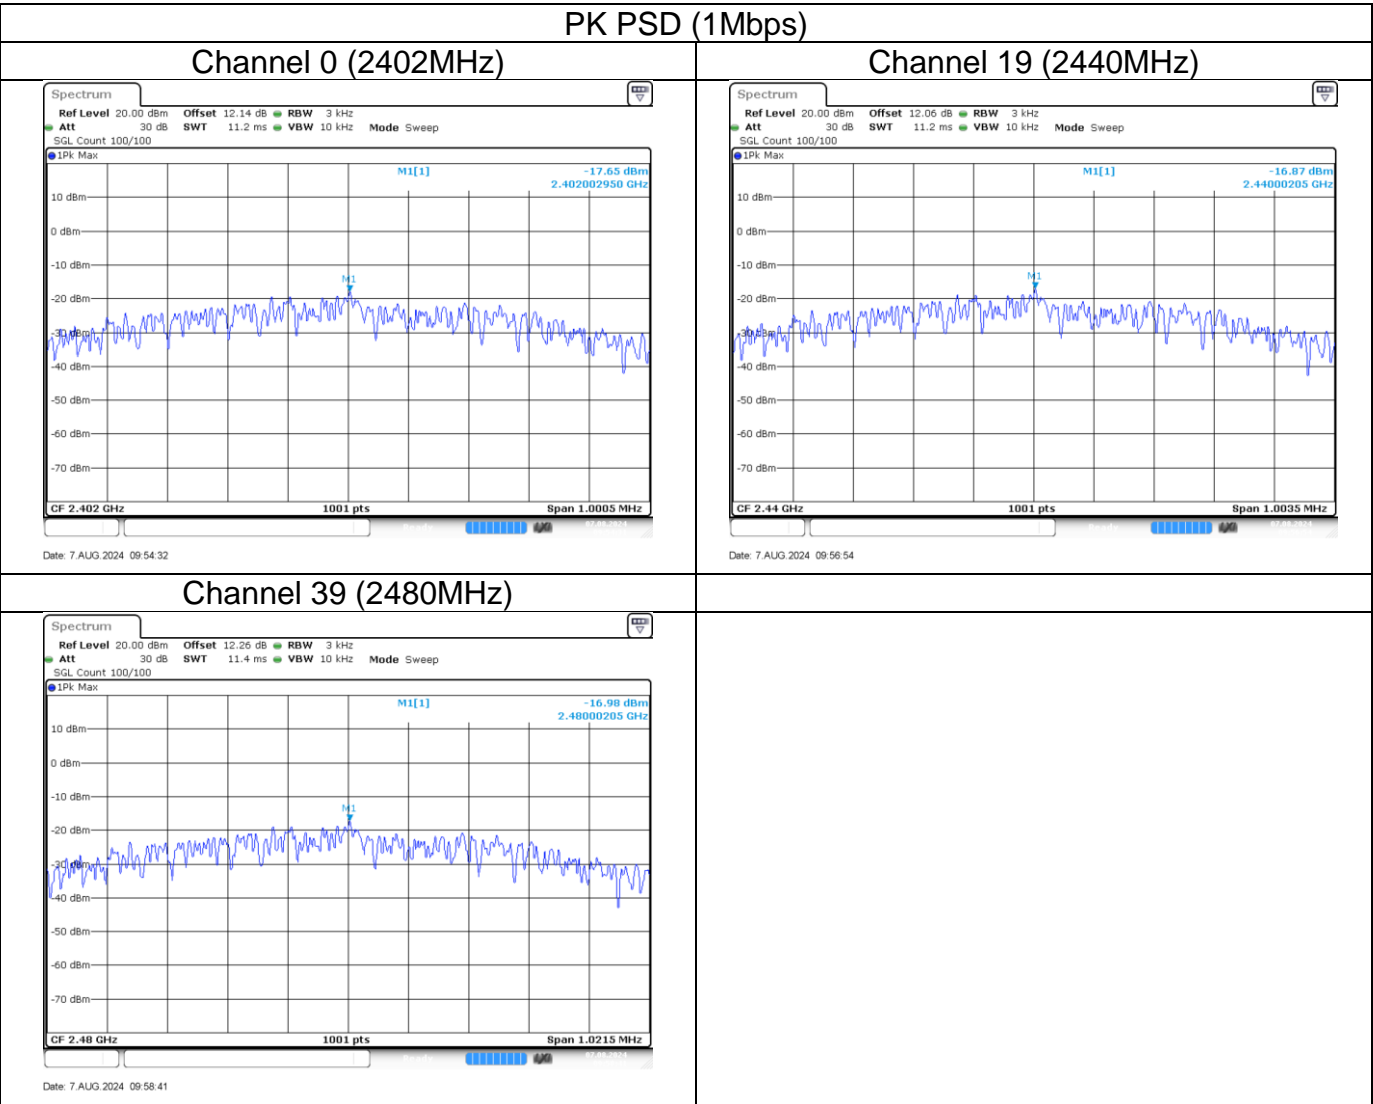 PK PSD (1Mbps)
Channel 0 (2402MHz)
Spectrum
Ref Level 20.00 dBm Offset 12.14 dB RBW 3 kHz
Att 30 dB SWT 11.2 ms VBW 10 kHz Mode Sweep
SGL Count 100/100
1Pk Max
M1[1] -17.65 dBm
2.402002950 GHz
10 dBm
0 dBm
-10 dBm
M1
-20 dBm
-30 dBm
-40 dBm
-50 dBm
-60 dBm
-70 dBm
CF 2.402 GHz 1001 pts Span 1.0005 MHz
Date: 7.AUG.2024 09:54:32
Channel 19 (2440MHz)
Spectrum
Ref Level 20.00 dBm Offset 12.06 dB RBW 3 kHz
Att 30 dB SWT 11.2 ms VBW 10 kHz Mode Sweep
SGL Count 100/100
1Pk Max
M1[1] -16.87 dBm
2.44000205 GHz
10 dBm
0 dBm
-10 dBm
M1
-20 dBm
-30 dBm
-40 dBm
-50 dBm
-60 dBm
-70 dBm
CF 2.44 GHz 1001 pts Span 1.0035 MHz
Date: 7.AUG.2024 09:56:54
Channel 39 (2480MHz)
Spectrum
Ref Level 20.00 dBm Offset 12.26 dB RBW 3 kHz
Att 30 dB SWT 11.4 ms VBW 10 kHz Mode Sweep
SGL Count 100/100
1Pk Max
M1[1] -16.98 dBm
2.48000205 GHz
10 dBm
0 dBm
-10 dBm
M1
-20 dBm
-30 dBm
-40 dBm
-50 dBm
-60 dBm
-70 dBm
CF 2.48 GHz 1001 pts Span 1.0215 MHz
Date: 7.AUG.2024 09:58:41